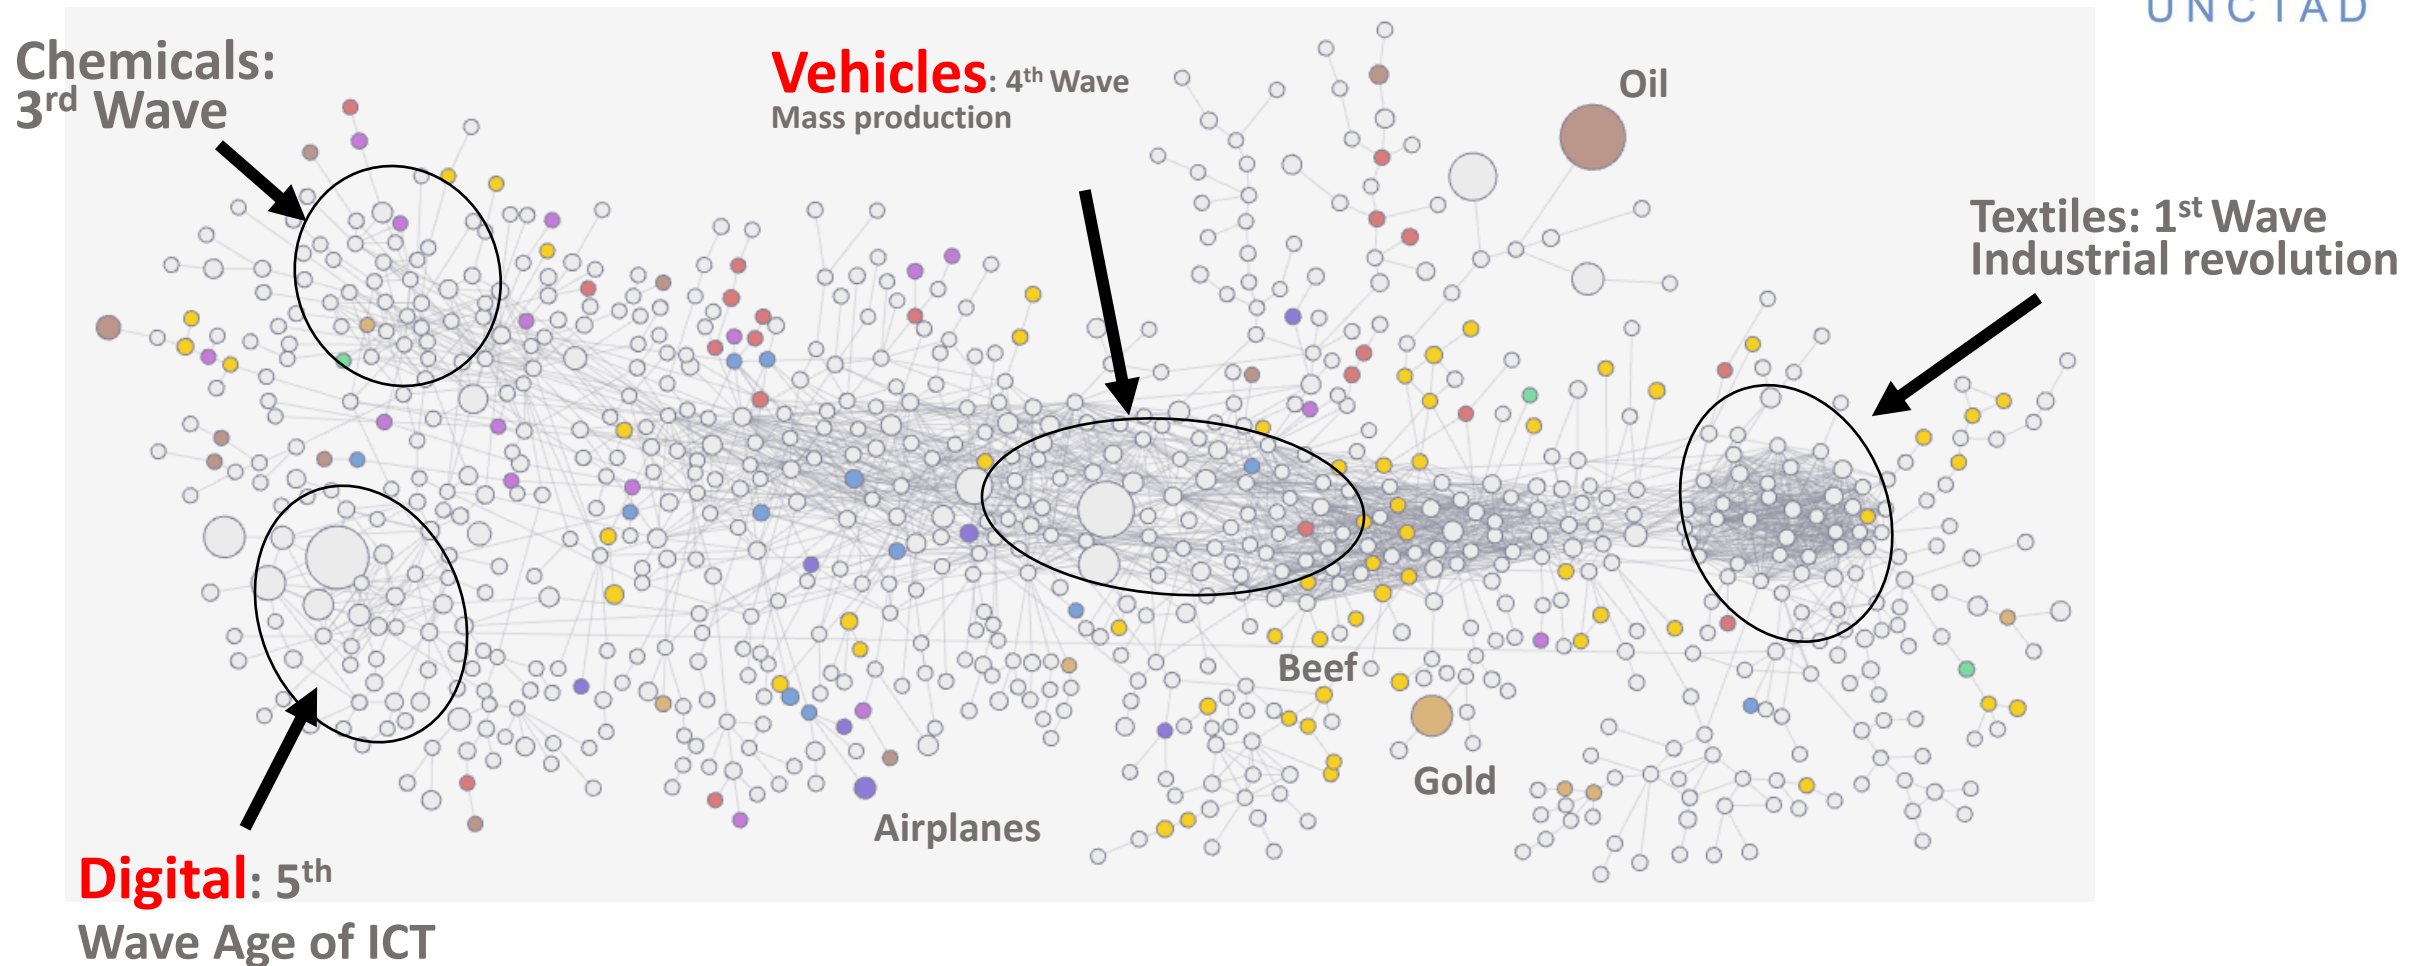 UNCTAD
Chemicals:
3rd Wave
Vehicles: 4th Wave
Mass production
Oil
Textiles: 1st Wave
Industrial revolution
Beef
Gold
Airplanes
Digital: 5th
Wave Age of ICT